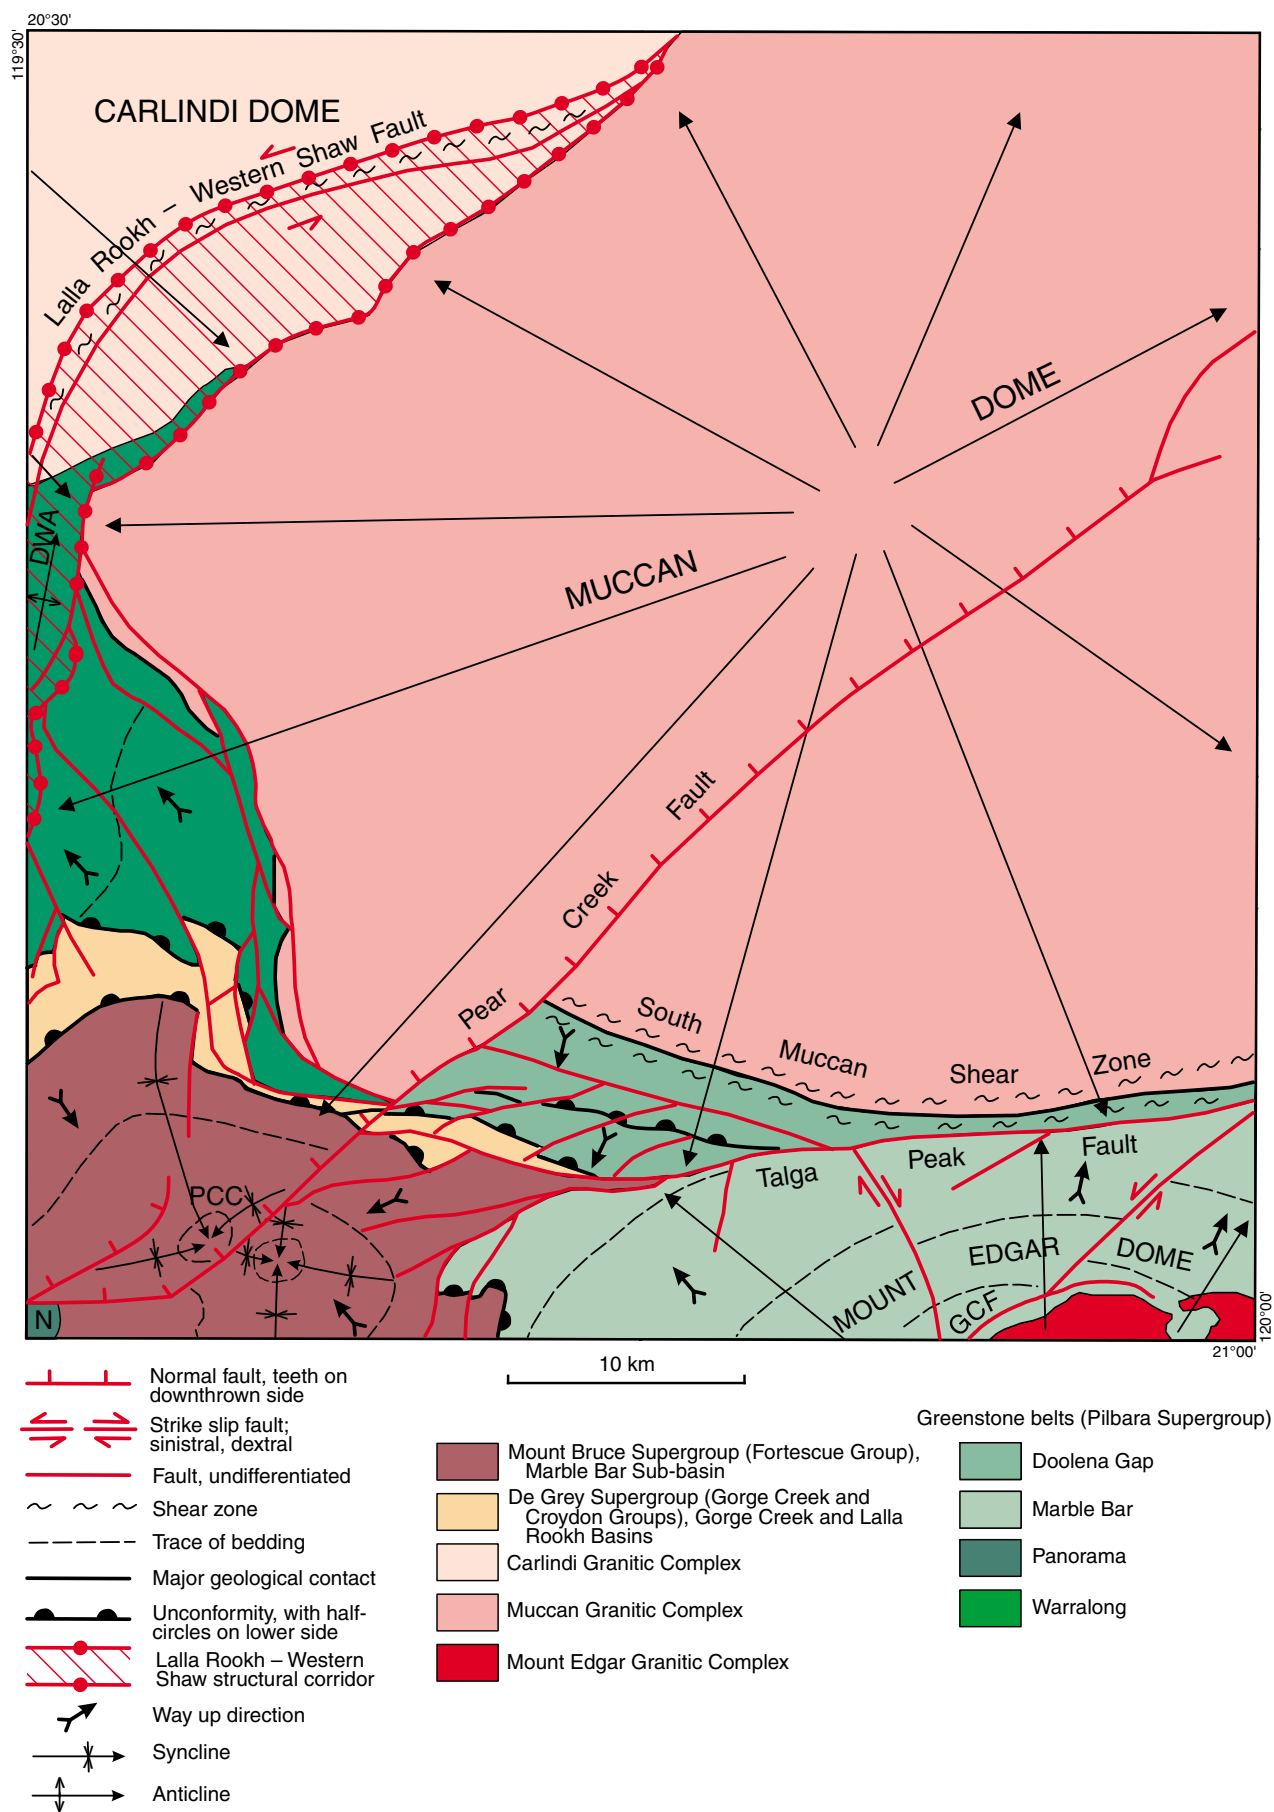 20°30'
119°30'
CARLINDI DOME
Lalla Rookh – Western Shaw Fault
DOME
DWA
MUCCAN
Pear Creek Fault
South Muccan Shear Zone
Talga Peak Fault
PCC
MOUNT EDGAR DOME
GCF
N
120°00'
21°00'
10 km
Normal fault, teeth on
downthrown side
Strike slip fault;
sinistral, dextral
Fault, undifferentiated
Shear zone
Trace of bedding
Major geological contact
Unconformity, with half-
circles on lower side
Lalla Rookh – Western
Shaw structural corridor
Way up direction
Syncline
Anticline
Mount Bruce Supergroup (Fortescue Group),
Marble Bar Sub-basin
De Grey Supergroup (Gorge Creek and
Croydon Groups), Gorge Creek and Lalla
Rookh Basins
Carlindi Granitic Complex
Muccan Granitic Complex
Mount Edgar Granitic Complex
Greenstone belts (Pilbara Supergroup)
Doolena Gap
Marble Bar
Panorama
Warralong